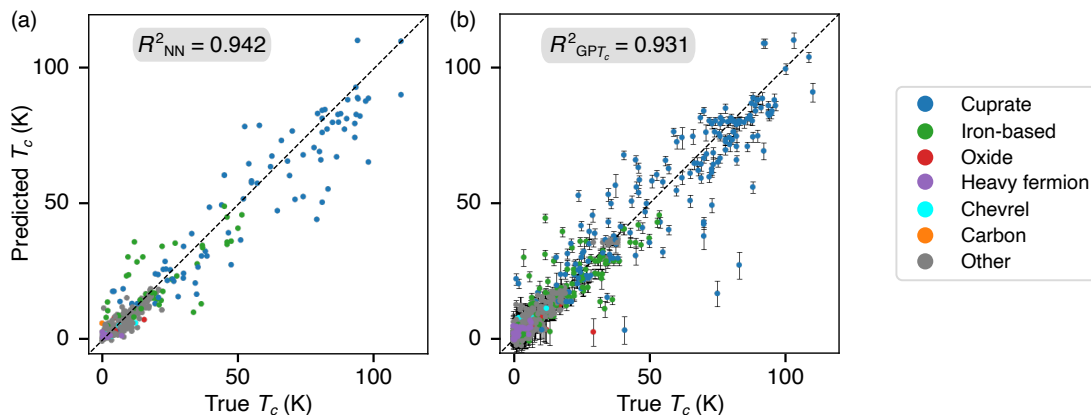 (a)
R²NN = 0.942
Predicted Tc (K)
100
50
0
0 50 100
True Tc (K)
(b)
R²GPTc = 0.931
100
50
0
0 50 100
True Tc (K)
Cuprate
Iron-based
Oxide
Heavy fermion
Chevrel
Carbon
Other